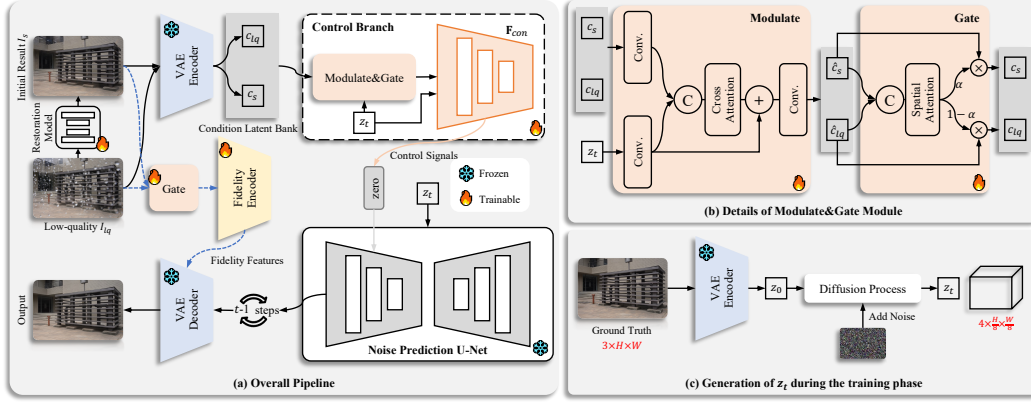 Initial Result I_s
Restoration
Model
Low-quality I_lq
VAE
Encoder
c_lq
c_s
Condition Latent Bank
Control Branch
Modulate&Gate
z_t
F_con
Control Signals
zero
z_t
Frozen
Trainable
Gate
Fidelity
Encoder
Fidelity Features
Output
VAE
Decoder
t-1 steps
Noise Prediction U-Net
(a) Overall Pipeline
Modulate
Gate
c_s
c_lq
z_t
Conv.
Conv.
C
Cross
Attention
+
Conv.
ĉ_s
ĉ_lq
C
Spatial
Attention
α
1 − α
×
×
c_s
c_lq
(b) Details of Modulate&Gate Module
Ground Truth
3×H×W
VAE
Encoder
z_0
Diffusion Process
Add Noise
z_t
4×H/8×W/8
(c) Generation of z_t during the training phase